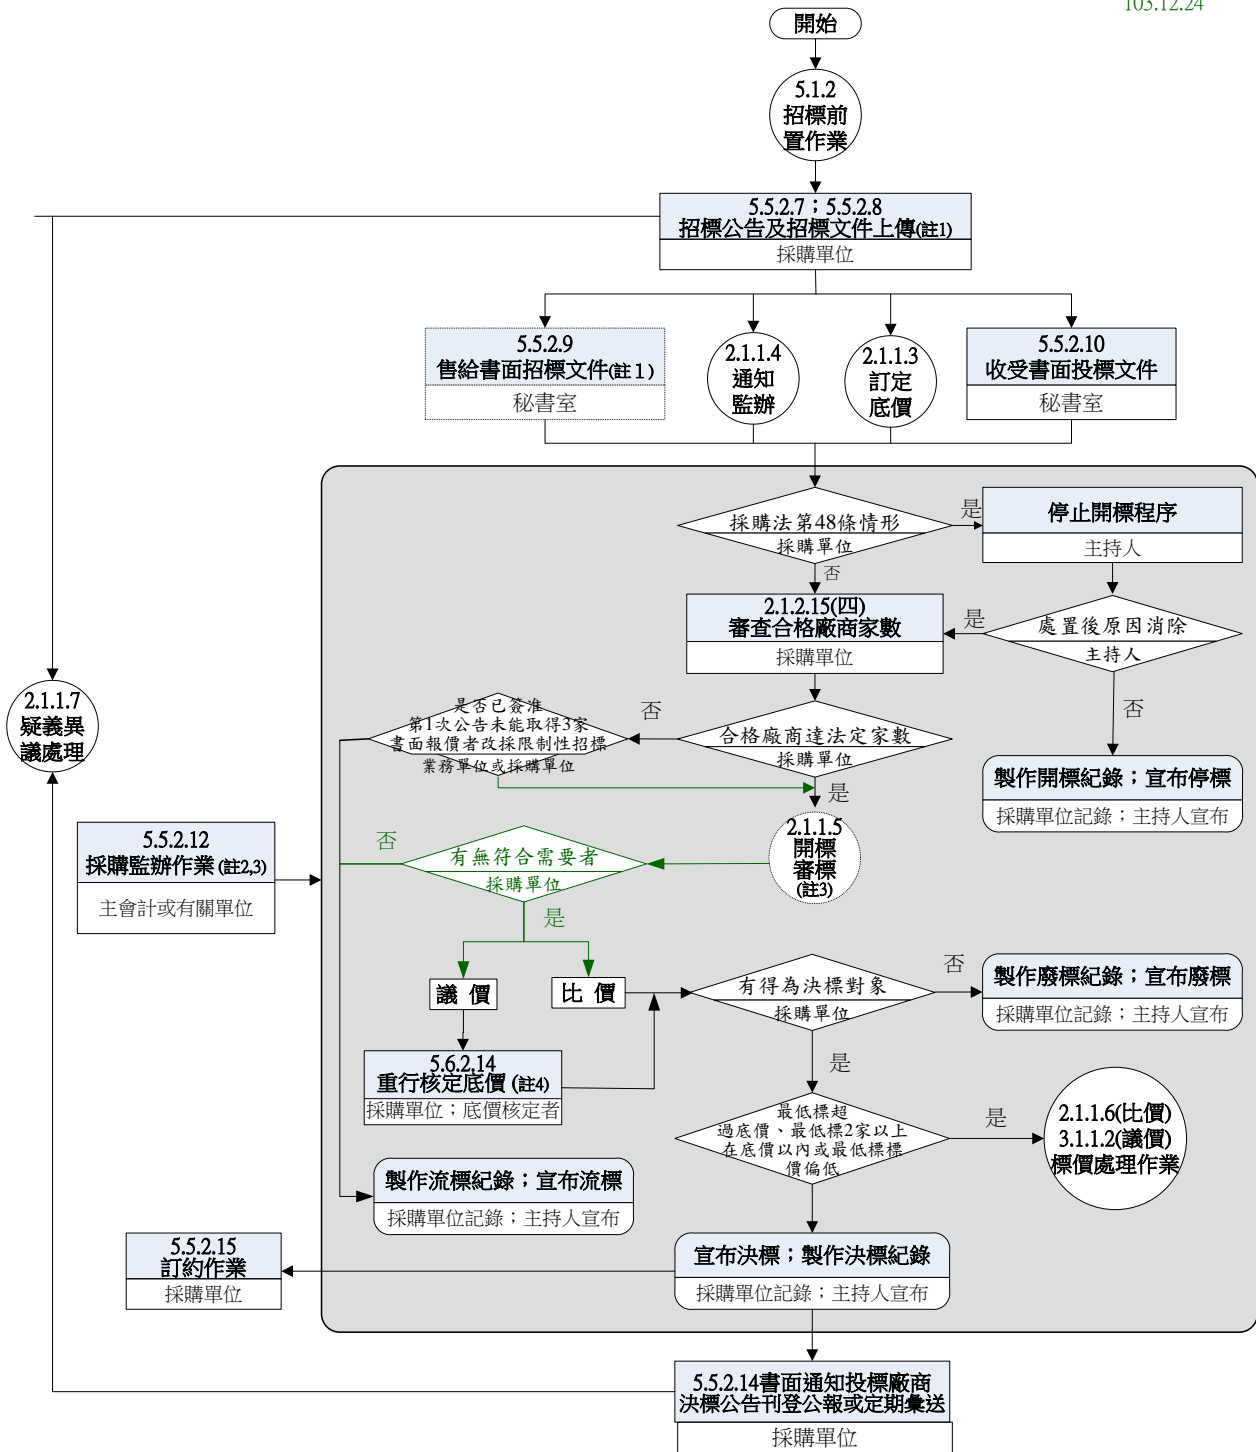 103.12.24
開始
5.1.2
招標前
置作業
5.5.2.7；5.5.2.8
招標公告及招標文件上傳(註1)
採購單位
5.5.2.9
售給書面招標文件(註１)
秘書室
2.1.1.4
通知
監辦
2.1.1.3
訂定
底價
5.5.2.10
收受書面投標文件
秘書室
採購法第48條情形
採購單位
是
否
停止開標程序
主持人
2.1.2.15(四)
審查合格廠商家數
採購單位
是
處置後原因消除
主持人
否
2.1.1.7
疑義異
議處理
是否已簽准
第1次公告未能取得3家
書面報價者改採限制性招標
業務單位或採購單位
否
合格廠商達法定家數
採購單位
是
製作開標紀錄；宣布停標
採購單位記錄；主持人宣布
5.5.2.12
採購監辦作業(註2,3)
主會計或有關單位
否
有無符合需要者
採購單位
是
2.1.1.5
開標
審標
(註3)
議 價
比 價
有得為決標對象
採購單位
否
是
製作廢標紀錄；宣布廢標
採購單位記錄；主持人宣布
5.6.2.14
重行核定底價(註4)
採購單位；底價核定者
最低標超
過底價、最低標2家以上
在底價以內或最低標標
價偏低
是
2.1.1.6(比價)
3.1.1.2(議價)
標價處理作業
製作流標紀錄；宣布流標
採購單位記錄；主持人宣布
5.5.2.15
訂約作業
採購單位
宣布決標；製作決標紀錄
採購單位記錄；主持人宣布
5.5.2.14書面通知投標廠商
決標公告刊登公報或定期彙送
採購單位